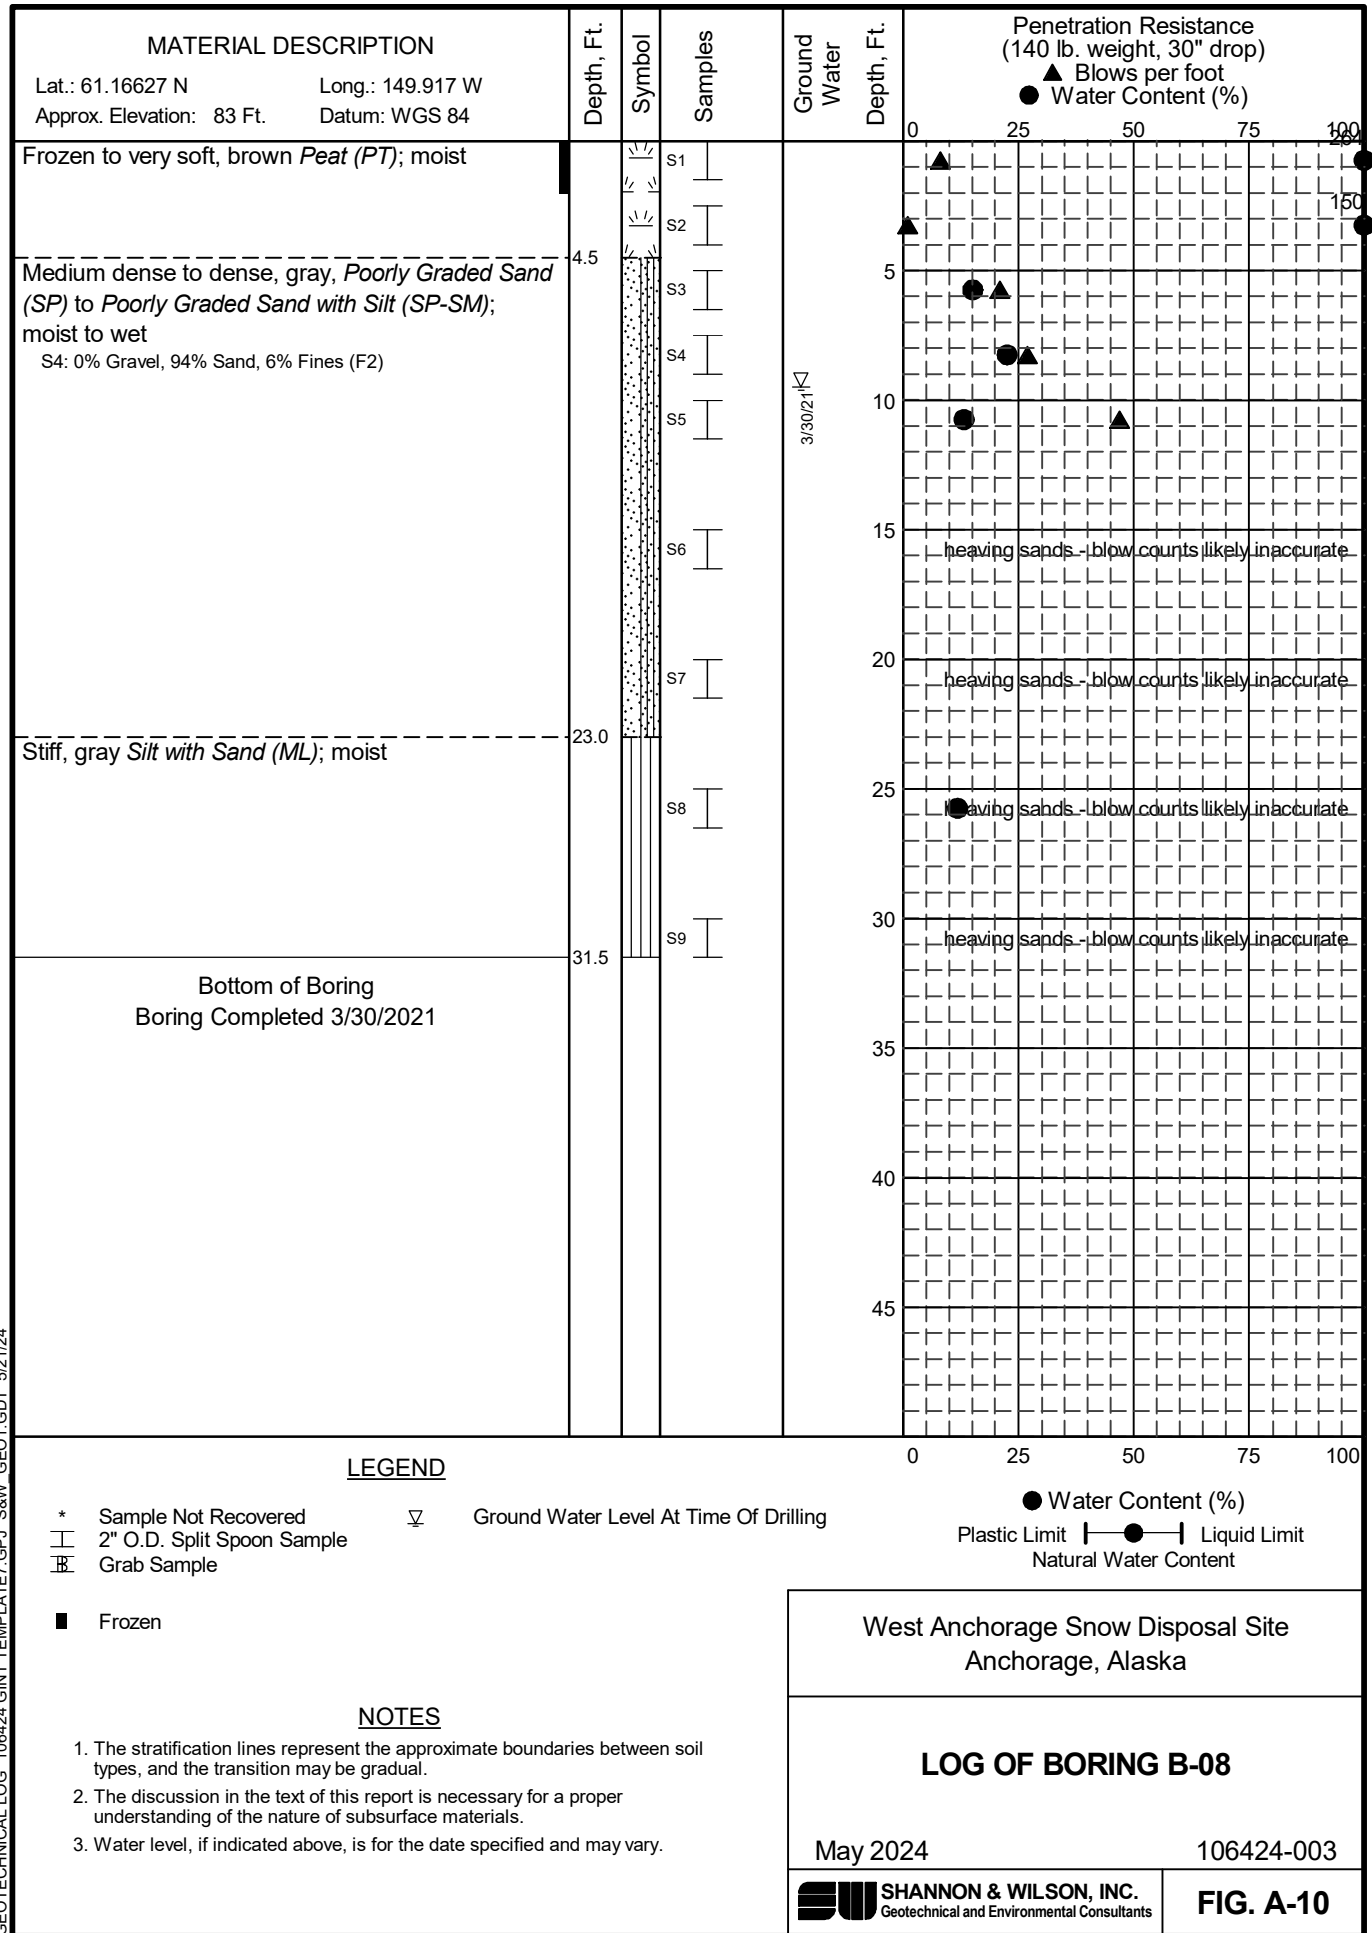 MATERIAL DESCRIPTION
Lat.: 61.16627 N Long.: 149.917 W
Approx. Elevation: 83 Ft. Datum: WGS 84
Depth, Ft.
Symbol
Samples
Ground
Water
Depth, Ft.
Penetration Resistance
(140 lb. weight, 30" drop)
▲ Blows per foot
● Water Content (%)
0 25 50 75 100
264
Frozen to very soft, brown Peat (PT); moist
S1
150
S2
4.5
Medium dense to dense, gray, Poorly Graded Sand
(SP) to Poorly Graded Sand with Silt (SP-SM);
moist to wet
S4: 0% Gravel, 94% Sand, 6% Fines (F2)
5
S3
S4
3/30/21
10
S5
15
S6
heaving sands - blow counts likely inaccurate
20
S7
heaving sands - blow counts likely inaccurate
23.0
Stiff, gray Silt with Sand (ML); moist
25
S8
heaving sands - blow counts likely inaccurate
30
S9
heaving sands - blow counts likely inaccurate
31.5
Bottom of Boring
Boring Completed 3/30/2021
35
40
45
0 25 50 75 100
LEGEND
* Sample Not Recovered
2" O.D. Split Spoon Sample
Grab Sample
Frozen
Ground Water Level At Time Of Drilling
● Water Content (%)
Plastic Limit Liquid Limit
Natural Water Content
NOTES
1. The stratification lines represent the approximate boundaries between soil
types, and the transition may be gradual.
2. The discussion in the text of this report is necessary for a proper
understanding of the nature of subsurface materials.
3. Water level, if indicated above, is for the date specified and may vary.
West Anchorage Snow Disposal Site
Anchorage, Alaska
LOG OF BORING B-08
May 2024 106424-003
SHANNON & WILSON, INC.
Geotechnical and Environmental Consultants
FIG. A-10
GEOTECHNICAL LOG 106424 GINT TEMPLATE7.GPJ S&W_GEO1.GDT 5/21/24